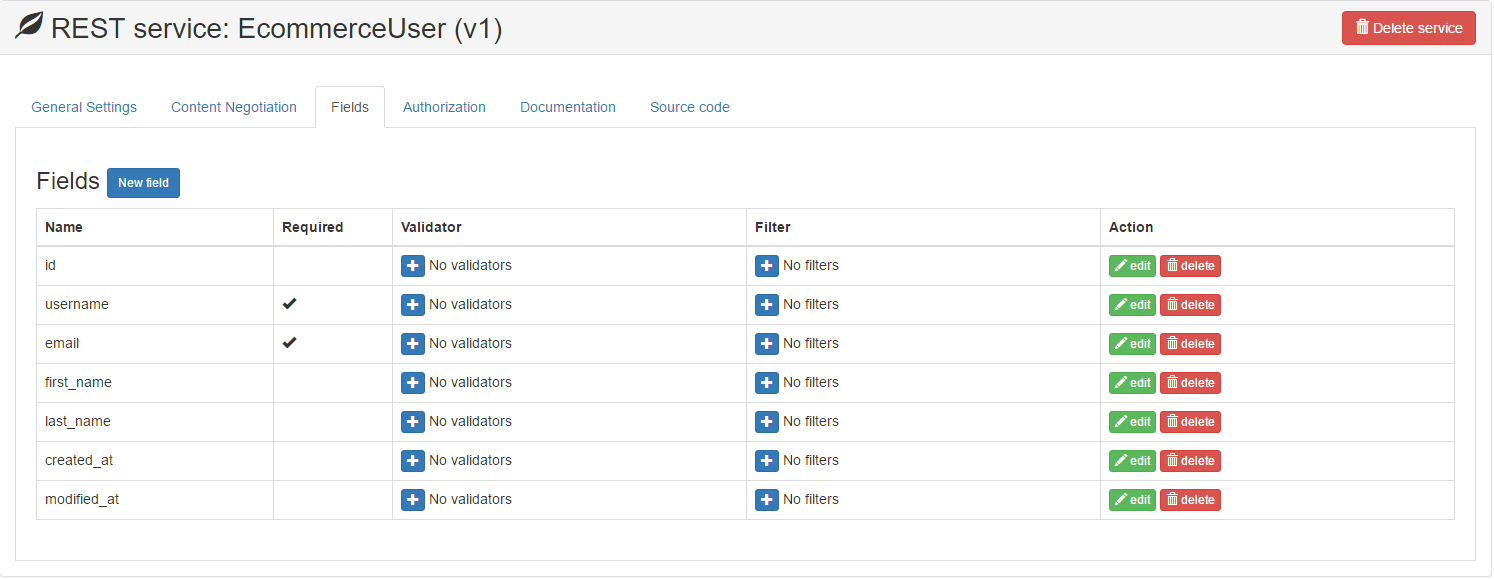 REST service: EcommerceUser (v1) Delete service
General Settings Content Negotiation Fields Authorization Documentation Source code
Fields New field
Name Required Validator Filter Action
id No validators No filters edit delete
username No validators No filters edit delete
email No validators No filters edit delete
first_name No validators No filters edit delete
last_name No validators No filters edit delete
created_at No validators No filters edit delete
modified_at No validators No filters edit delete